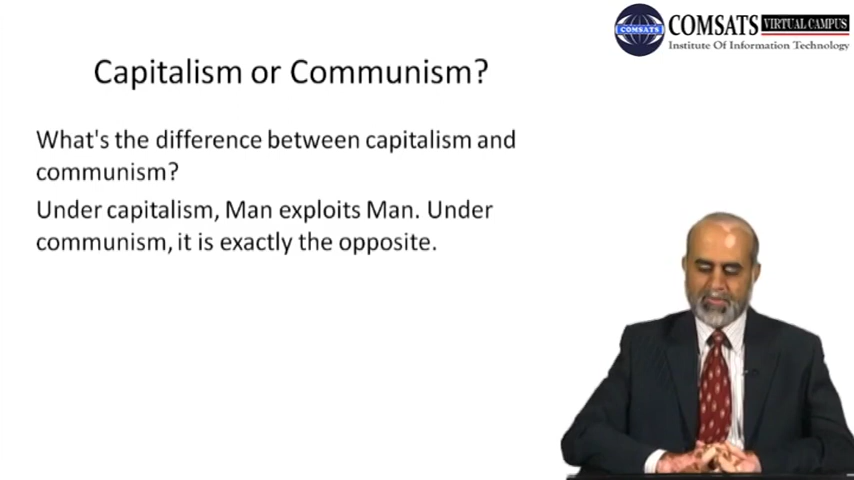 COMSATS VIRTUAL CAMPUS
COMSATS
Institute Of Information Technology
Capitalism or Communism?
What's the difference between capitalism and
communism?
Under capitalism, Man exploits Man. Under
communism, it is exactly the opposite.